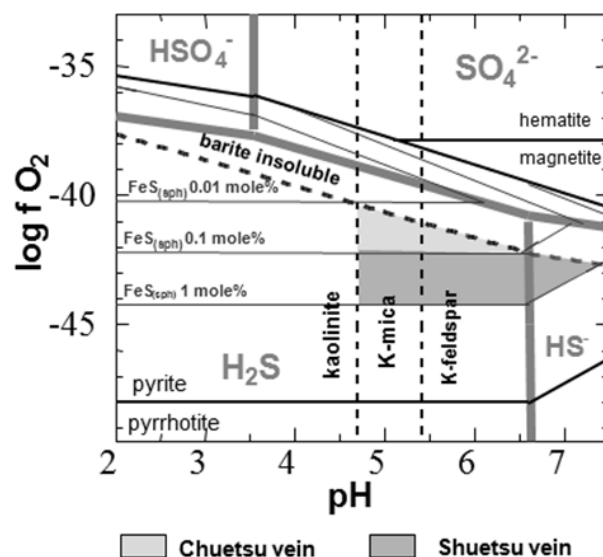 HSO₄⁻
SO₄²⁻
-35
hematite
magnetite
barite insoluble
log f O₂
-40
FeS(sph) 0.01 mole%
FeS(sph) 0.1 mole%
FeS(sph) 1 mole%
-45
kaolinite
K-mica
K-feldspar
H₂S
HS⁻
pyrite
pyrrhotite
2 3 4 5 6 7
pH
Chuetsu vein
Shuetsu vein